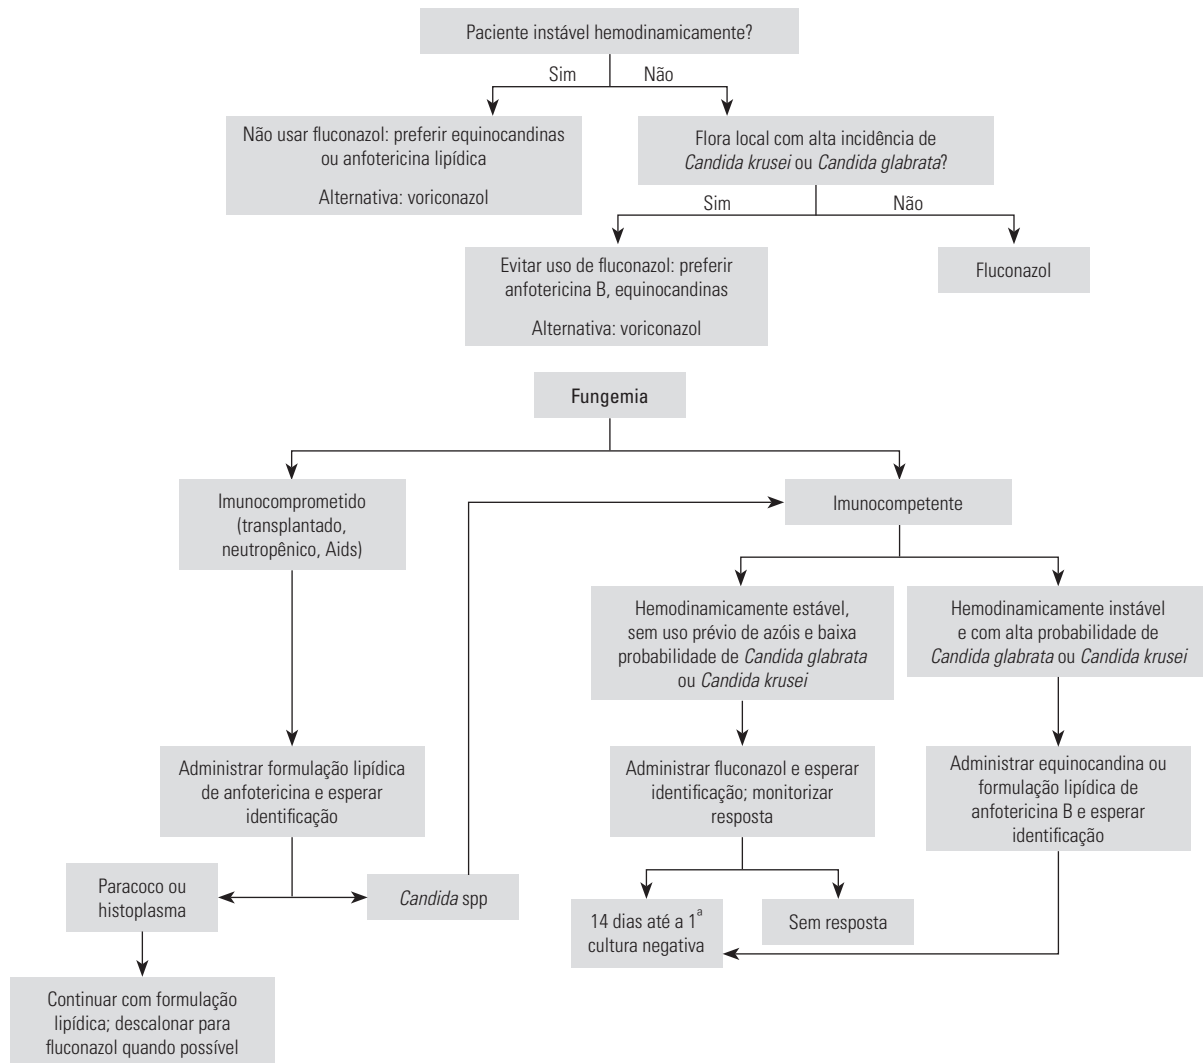 Paciente instável hemodinamicamente?
Sim
Não
Não usar fluconazol: preferir equinocandinas
ou anfotericina lipídica
Alternativa: voriconazol
Flora local com alta incidência de
Candida krusei ou Candida glabrata?
Sim
Não
Evitar uso de fluconazol: preferir
anfotericina B, equinocandinas
Alternativa: voriconazol
Fluconazol
Fungemia
Imunocomprometido
(transplantado,
neutropênico, Aids)
Imunocompetente
Hemodinamicamente estável,
sem uso prévio de azóis e baixa
probabilidade de Candida glabrata
ou Candida krusei
Hemodinamicamente instável
e com alta probabilidade de
Candida glabrata ou Candida krusei
Administrar formulação lipídica
de anfotericina e esperar
identificação
Administrar fluconazol e esperar
identificação; monitorizar
resposta
Administrar equinocandina ou
formulação lipídica de
anfotericina B e esperar
identificação
Paracoco ou
histoplasma
Candida spp
14 dias até a 1ª
cultura negativa
Sem resposta
Continuar com formulação
lipídica; descalonar para
fluconazol quando possível